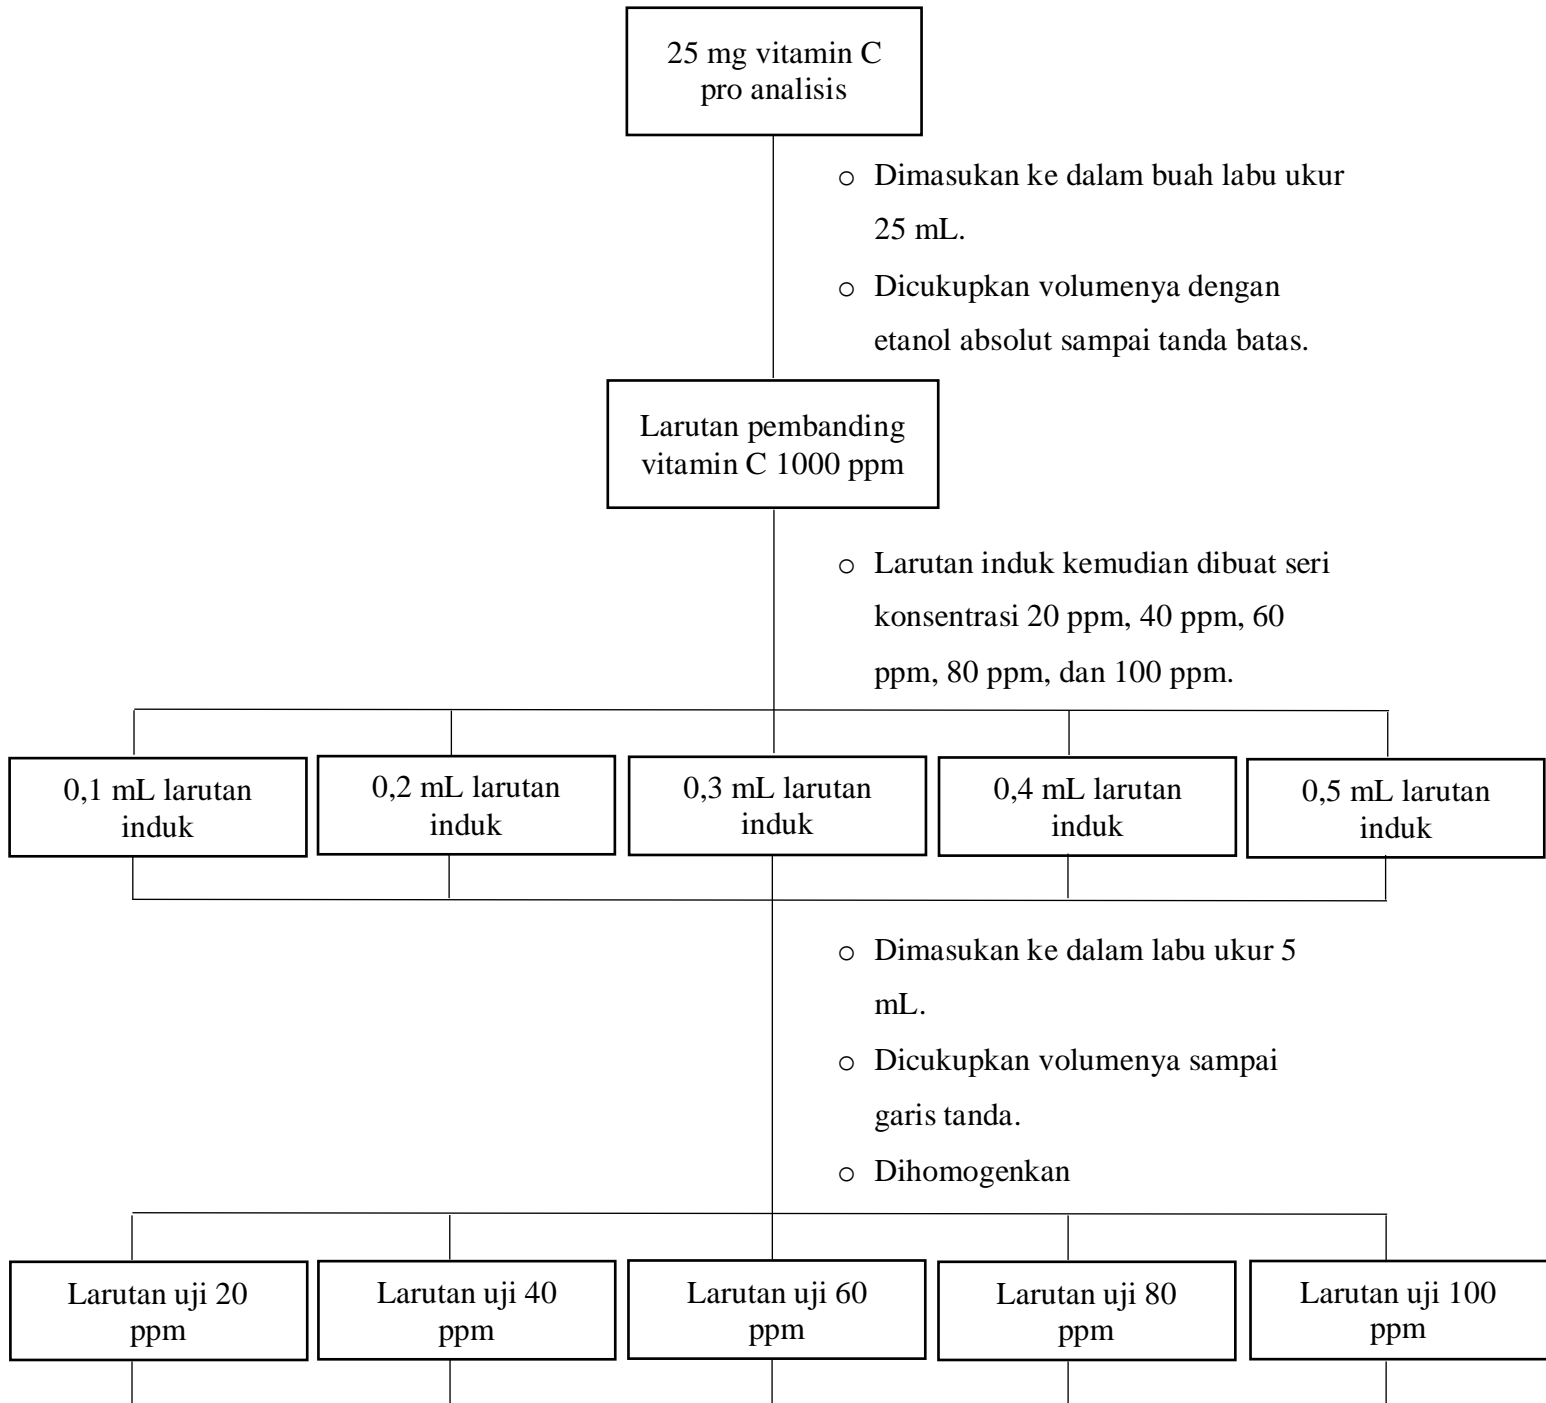 25 mg vitamin C
pro analisis
○ Dimasukan ke dalam buah labu ukur
25 mL.
○ Dicukupkan volumenya dengan
etanol absolut sampai tanda batas.
Larutan pembanding
vitamin C 1000 ppm
○ Larutan induk kemudian dibuat seri
konsentrasi 20 ppm, 40 ppm, 60
ppm, 80 ppm, dan 100 ppm.
0,1 mL larutan
induk
0,2 mL larutan
induk
0,3 mL larutan
induk
0,4 mL larutan
induk
0,5 mL larutan
induk
○ Dimasukan ke dalam labu ukur 5
mL.
○ Dicukupkan volumenya sampai
garis tanda.
○ Dihomogenkan
Larutan uji 20
ppm
Larutan uji 40
ppm
Larutan uji 60
ppm
Larutan uji 80
ppm
Larutan uji 100
ppm